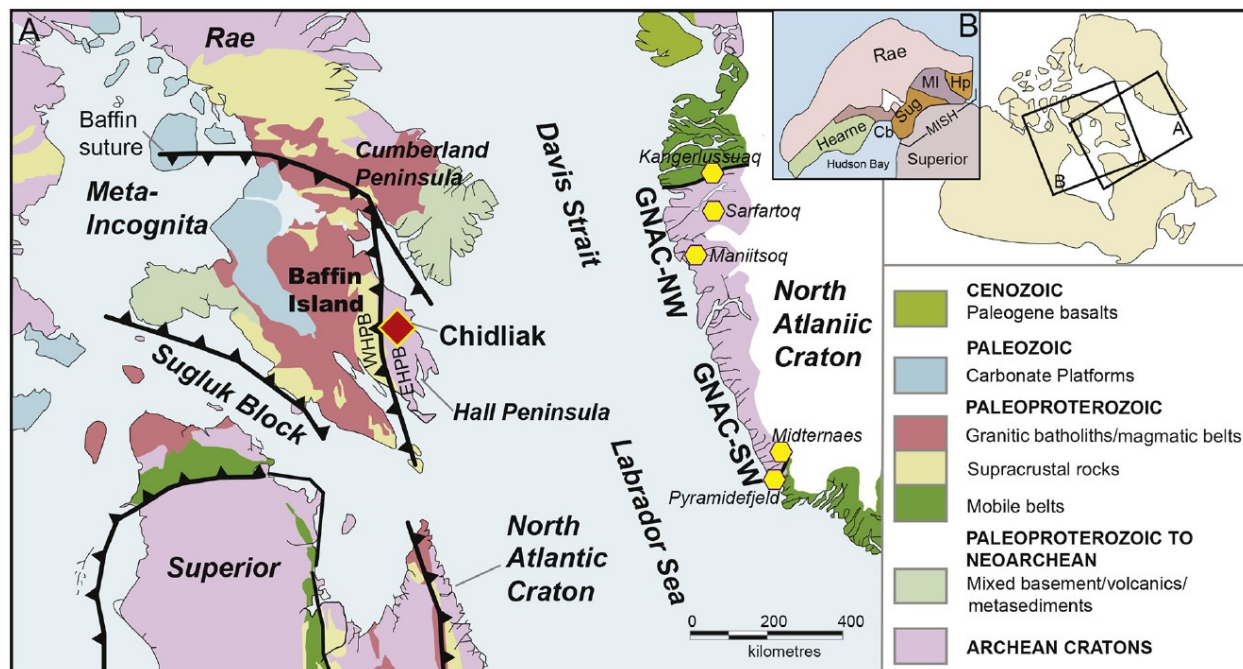 A
Rae
Baffin
suture
Meta-
Incognita
Cumberland
Peninsula
Baffin
Island
WHPB
EHPB
Chidliak
Hall Peninsula
Sugluk Block
Superior
North
Atlantic
Craton
Davis Strait
Labrador Sea
Kangerlussuaq
Sarfartoq
Maniitsoq
GNAC-NW
North
Atlaniic
Craton
GNAC-SW
Midternaes
Pyramidefjeld
0 200 400
kilometres
B
Rae
MI
Hp
Sug
Hearne
Cb
MISH
Hudson Bay
Superior
A
B
CENOZOIC
Paleogene basalts
PALEOZOIC
Carbonate Platforms
PALEOPROTEROZOIC
Granitic batholiths/magmatic belts
Supracrustal rocks
Mobile belts
PALEOPROTEROZOIC TO
NEOARCHEAN
Mixed basement/volcanics/
metasediments
ARCHEAN CRATONS